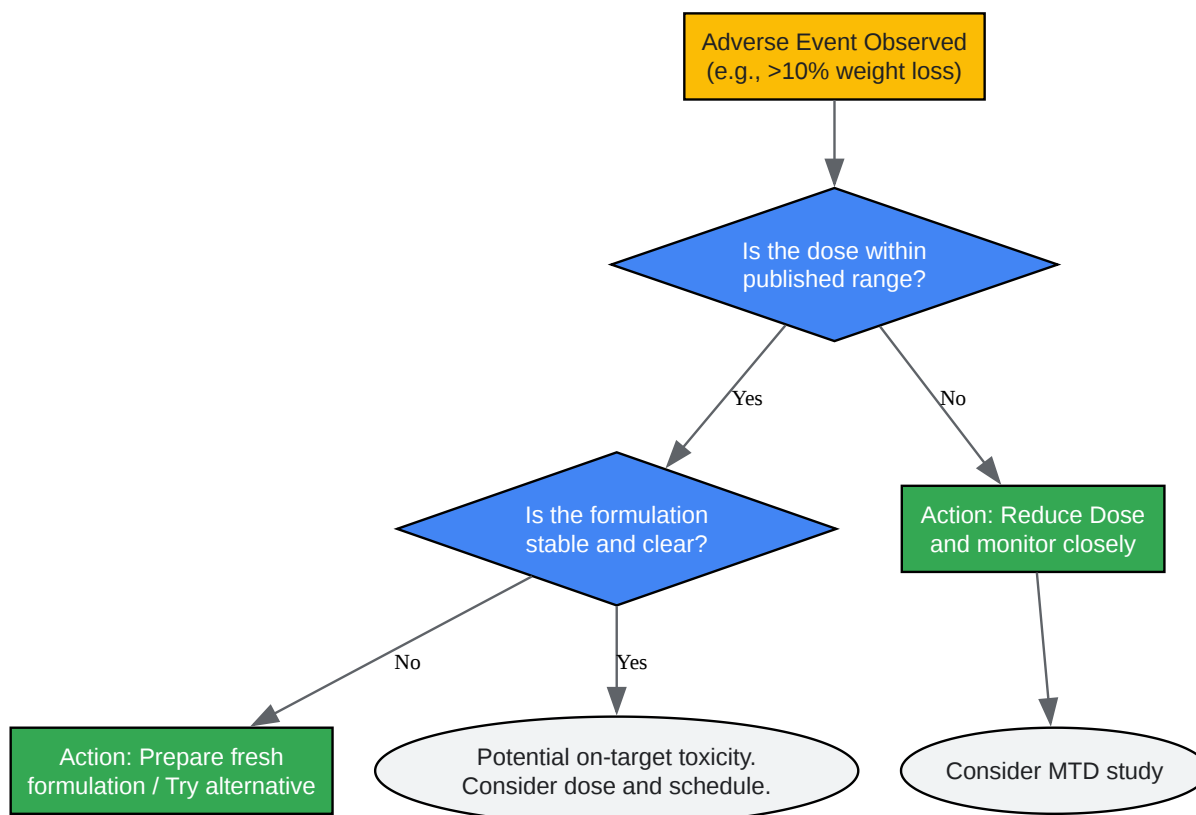 Adverse Event Observed
(e.g., >10% weight loss)
Is the dose within
published range?
Yes
No
Is the formulation
stable and clear?
Action: Reduce Dose
and monitor closely
No
Yes
Action: Prepare fresh
formulation / Try alternative
Potential on-target toxicity.
Consider dose and schedule.
Consider MTD study